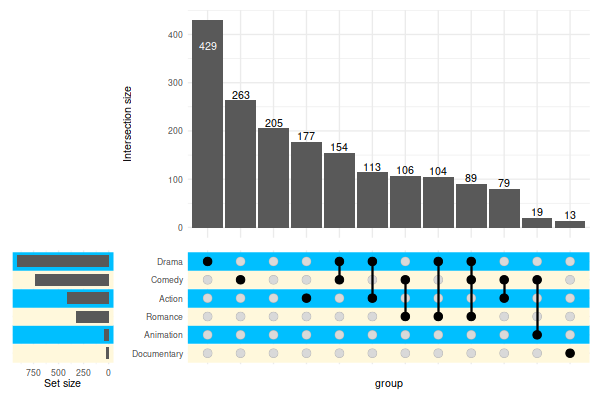 400
300
200
100
0
Intersection size
429
263
205
177
154
113
106
104
89
79
19
13
Drama
Comedy
Action
Romance
Animation
Documentary
750 500 250 0
Set size
group